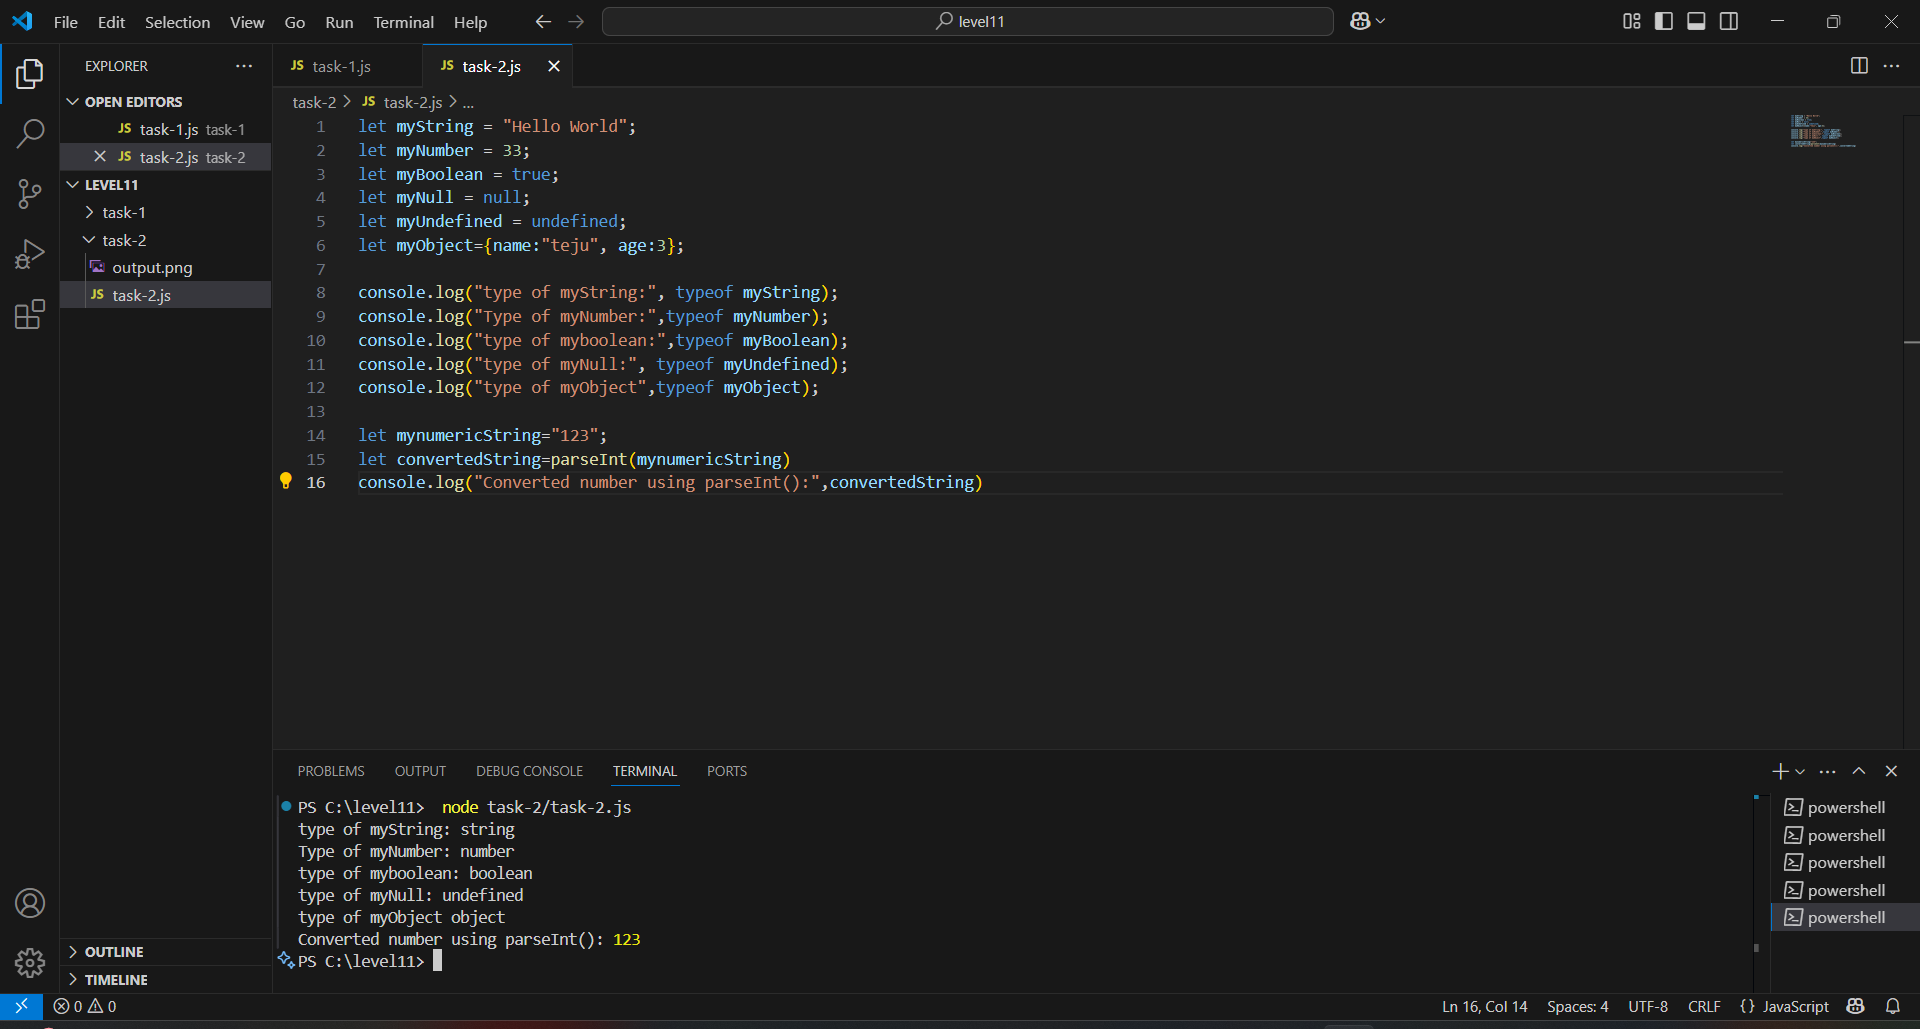 File Edit Selection View Go Run Terminal Help
level11
EXPLORER
OPEN EDITORS
JS task-1.js task-1
JS task-2.js task-2
LEVEL11
task-1
task-2
output.png
JS task-2.js
OUTLINE
TIMELINE
JS task-1.js
JS task-2.js
task-2 > JS task-2.js > ...
1 let myString = "Hello World";
2 let myNumber = 33;
3 let myBoolean = true;
4 let myNull = null;
5 let myUndefined = undefined;
6 let myObject={name:"teju", age:3};
7
8 console.log("type of myString:", typeof myString);
9 console.log("Type of myNumber:",typeof myNumber);
10 console.log("type of myboolean:",typeof myBoolean);
11 console.log("type of myNull:", typeof myUndefined);
12 console.log("type of myObject",typeof myObject);
13
14 let mynumericString="123";
15 let convertedString=parseInt(mynumericString)
16 console.log("Converted number using parseInt():",convertedString)
PROBLEMS OUTPUT DEBUG CONSOLE TERMINAL PORTS
PS C:\level11> node task-2/task-2.js
type of myString: string
Type of myNumber: number
type of myboolean: boolean
type of myNull: undefined
type of myObject object
Converted number using parseInt(): 123
PS C:\level11>
powershell
powershell
powershell
powershell
powershell
0 0
Ln 16, Col 14 Spaces: 4 UTF-8 CRLF {} JavaScript